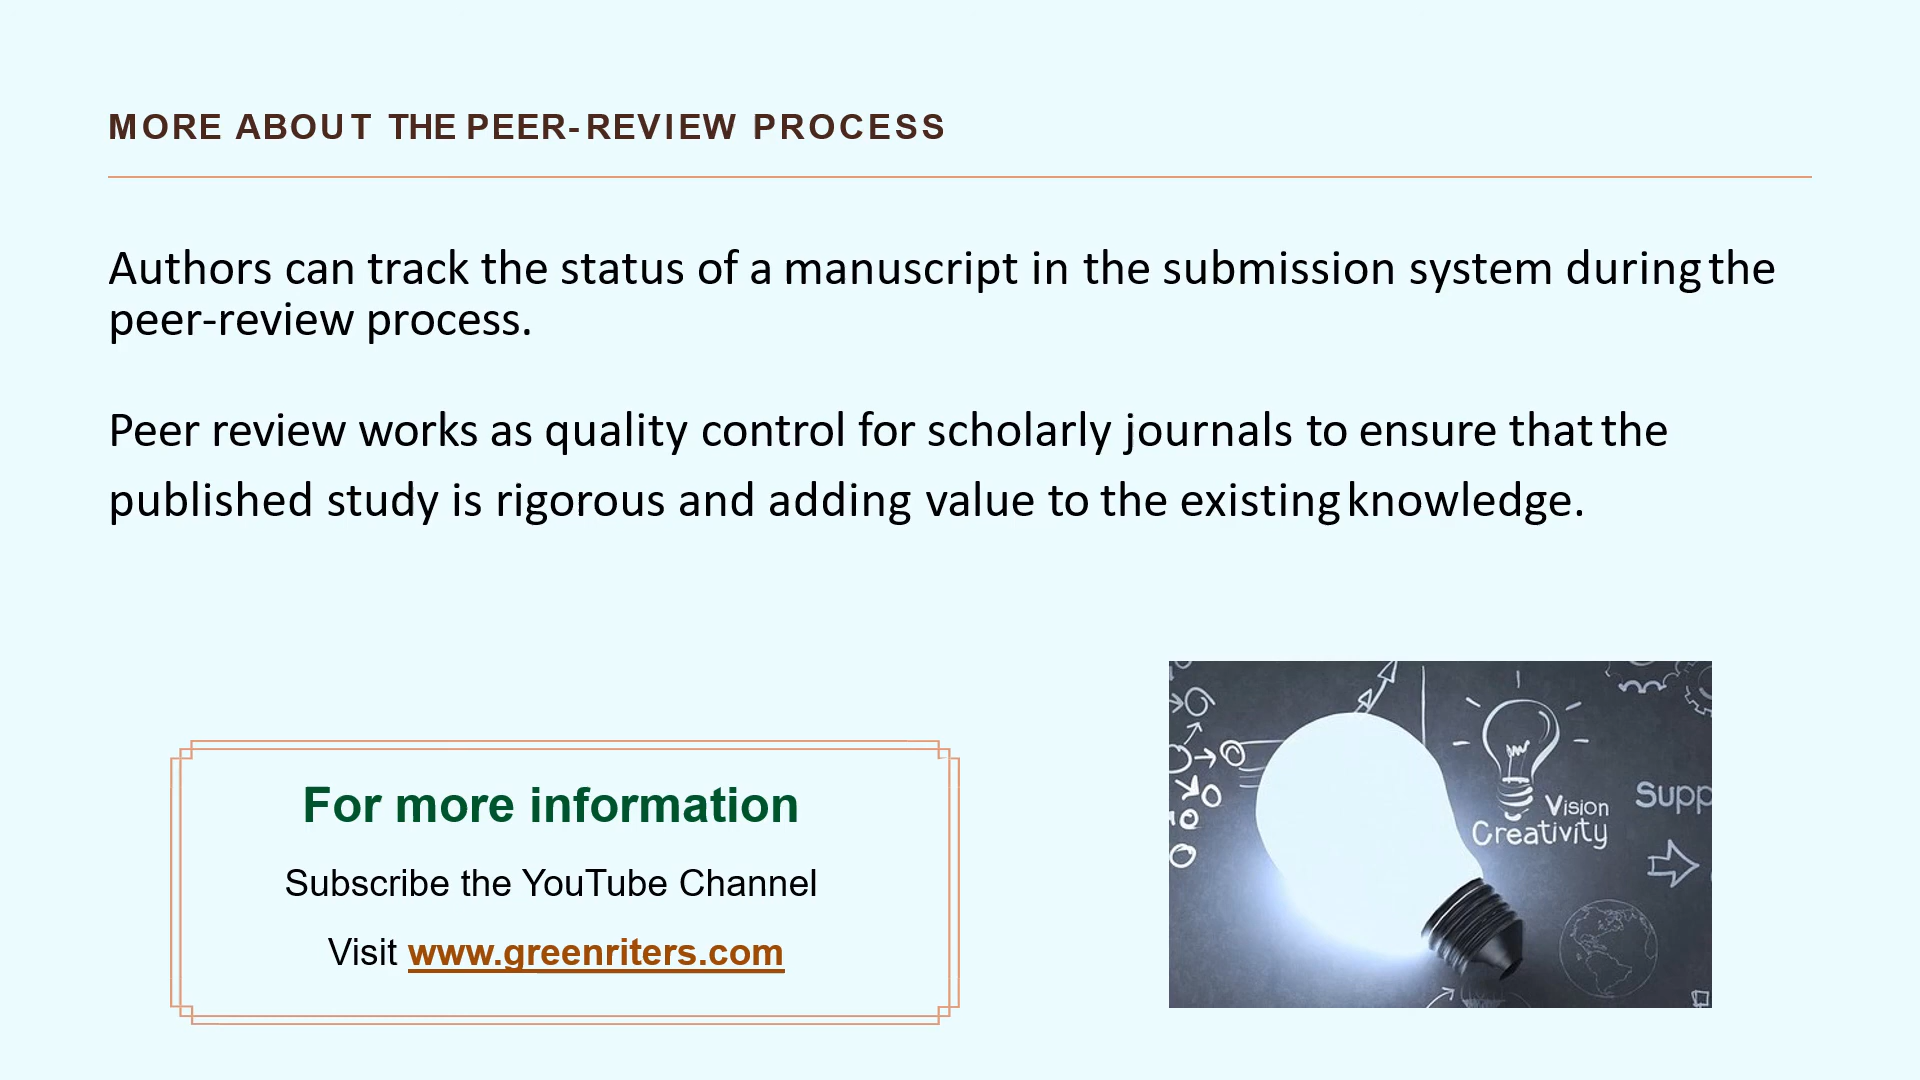 MORE ABOUT THE PEER-REVIEW PROCESS
Authors can track the status of a manuscript in the submission system during the
peer-review process.
Peer review works as quality control for scholarly journals to ensure that the
published study is rigorous and adding value to the existing knowledge.
For more information
Subscribe the YouTube Channel
Visit www.greenriters.com
Vision
Creativity
Supp